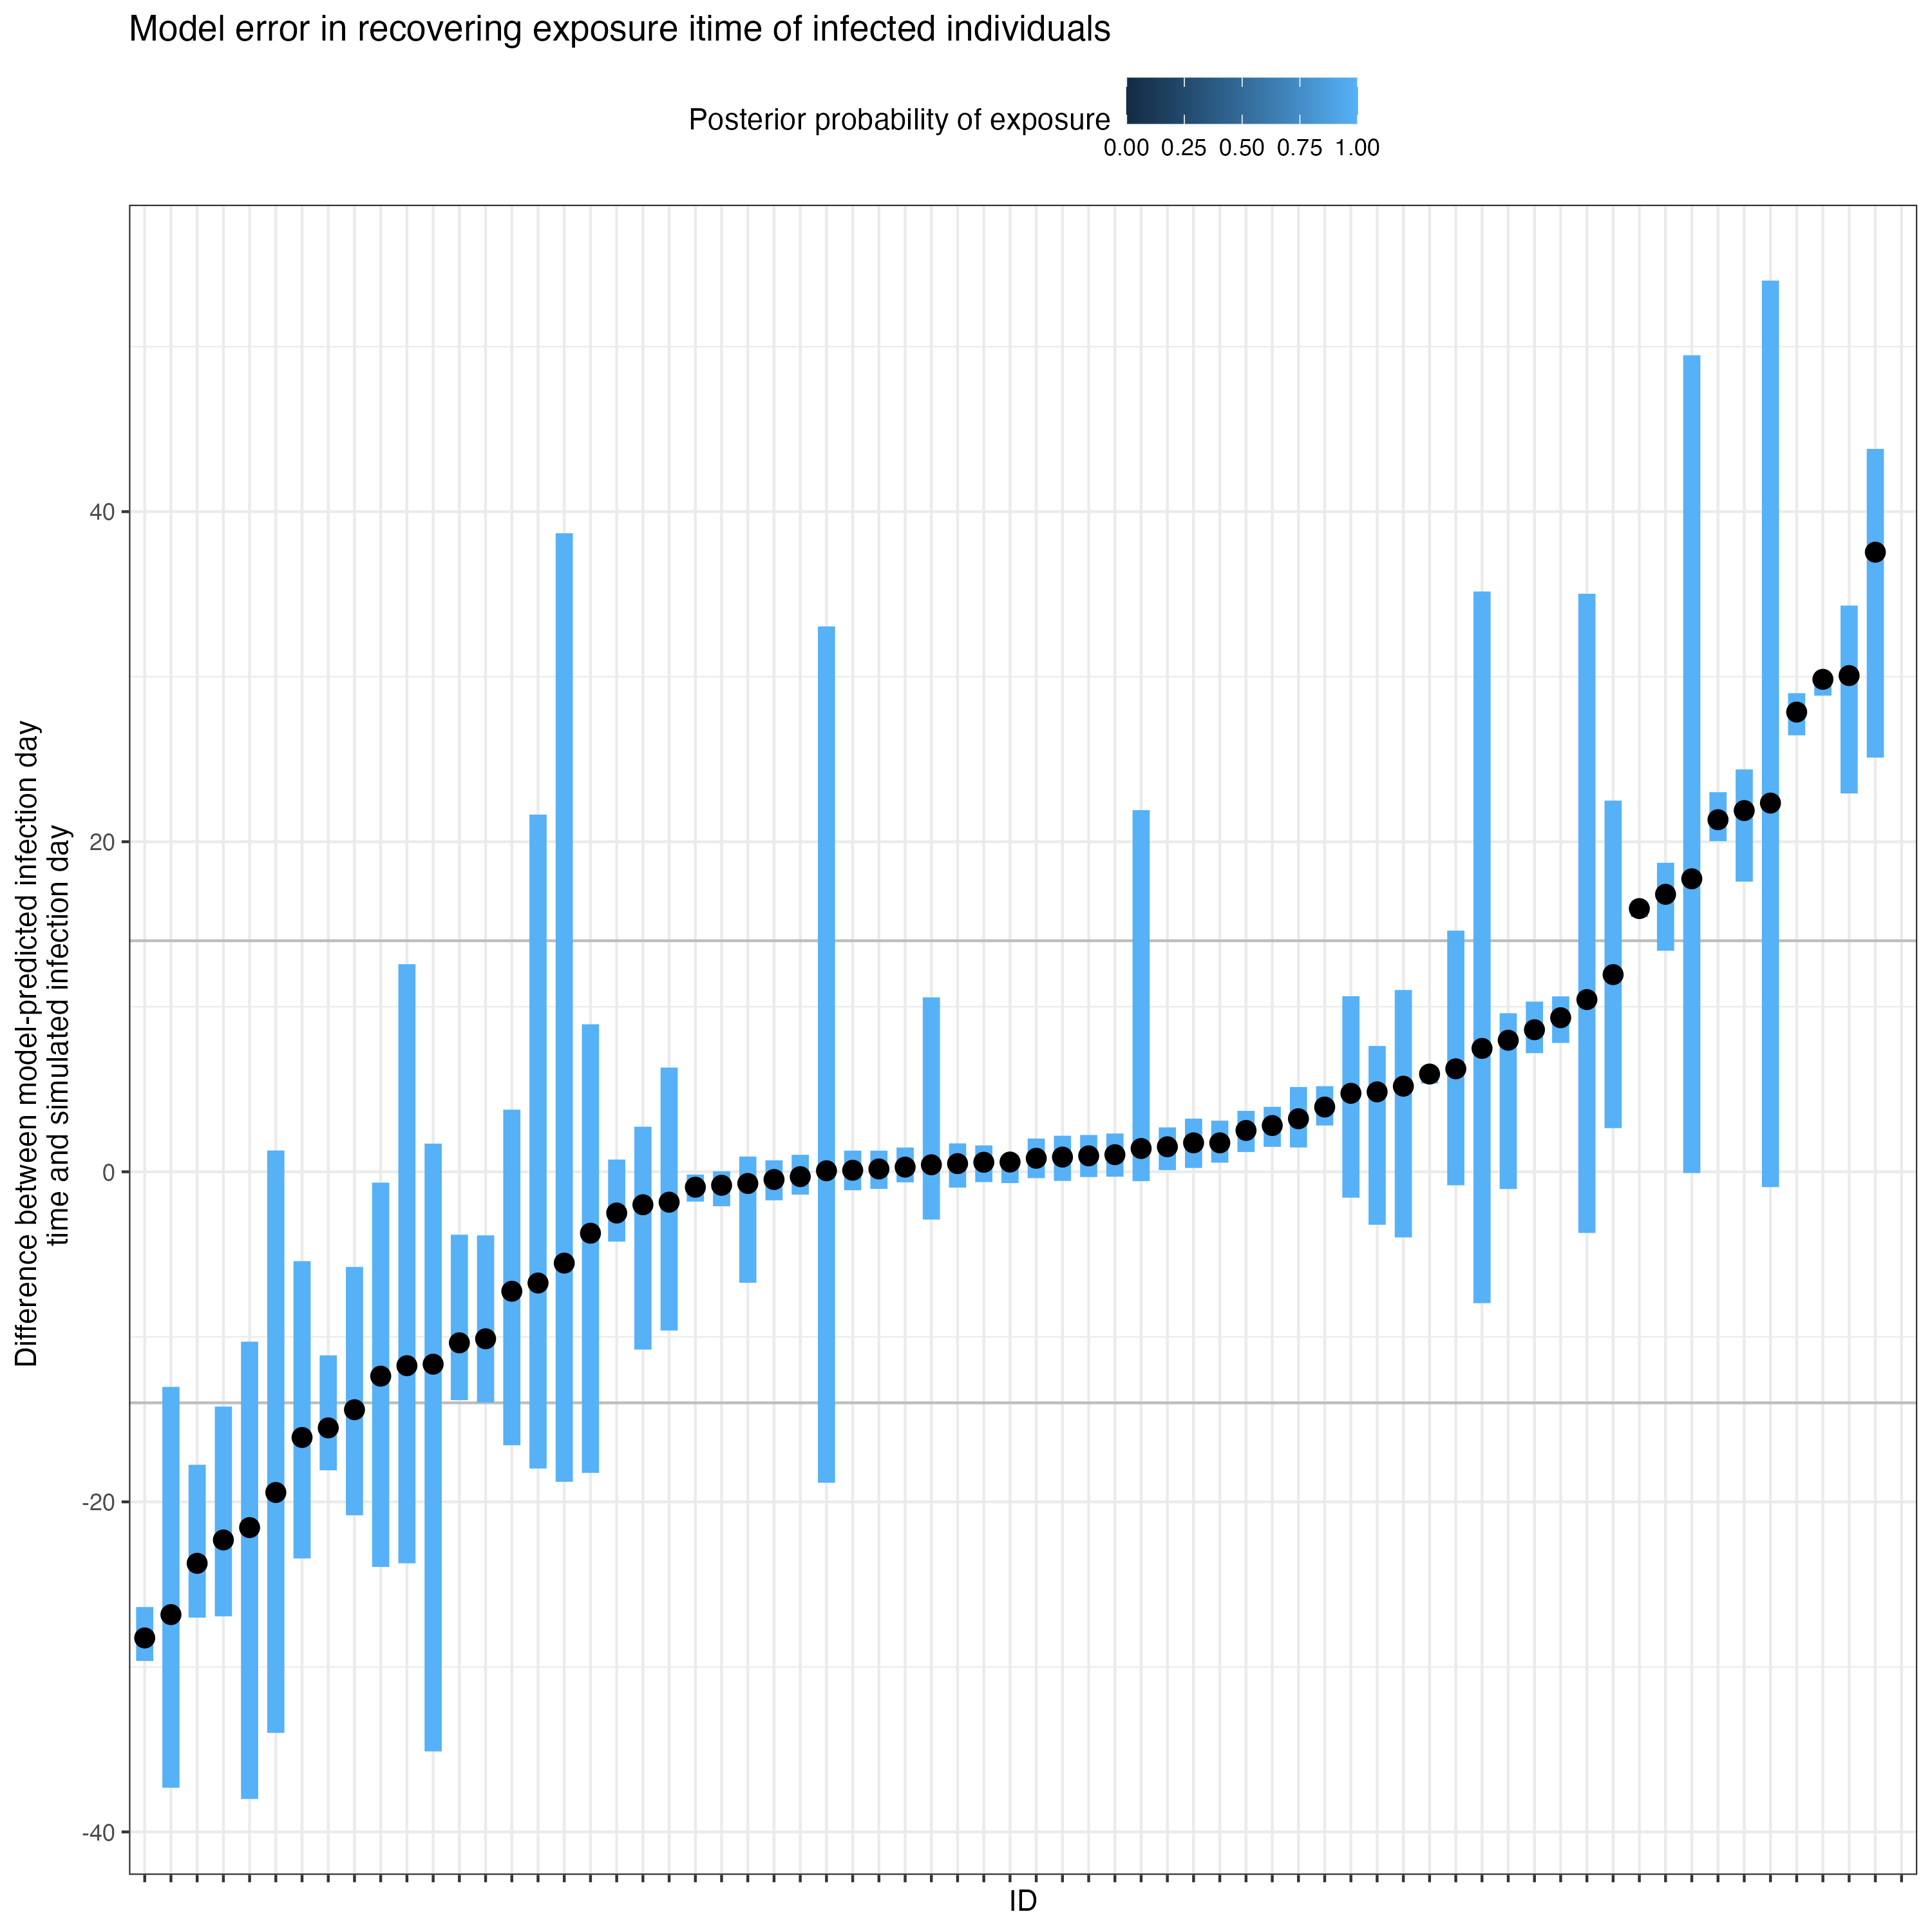 Model error in recovering exposure itime of infected individuals
Posterior probability of exposure
0.00 0.25 0.50 0.75 1.00
Difference between model-predicted infection day
time and simulated infection day
40
20
0
-20
-40
ID